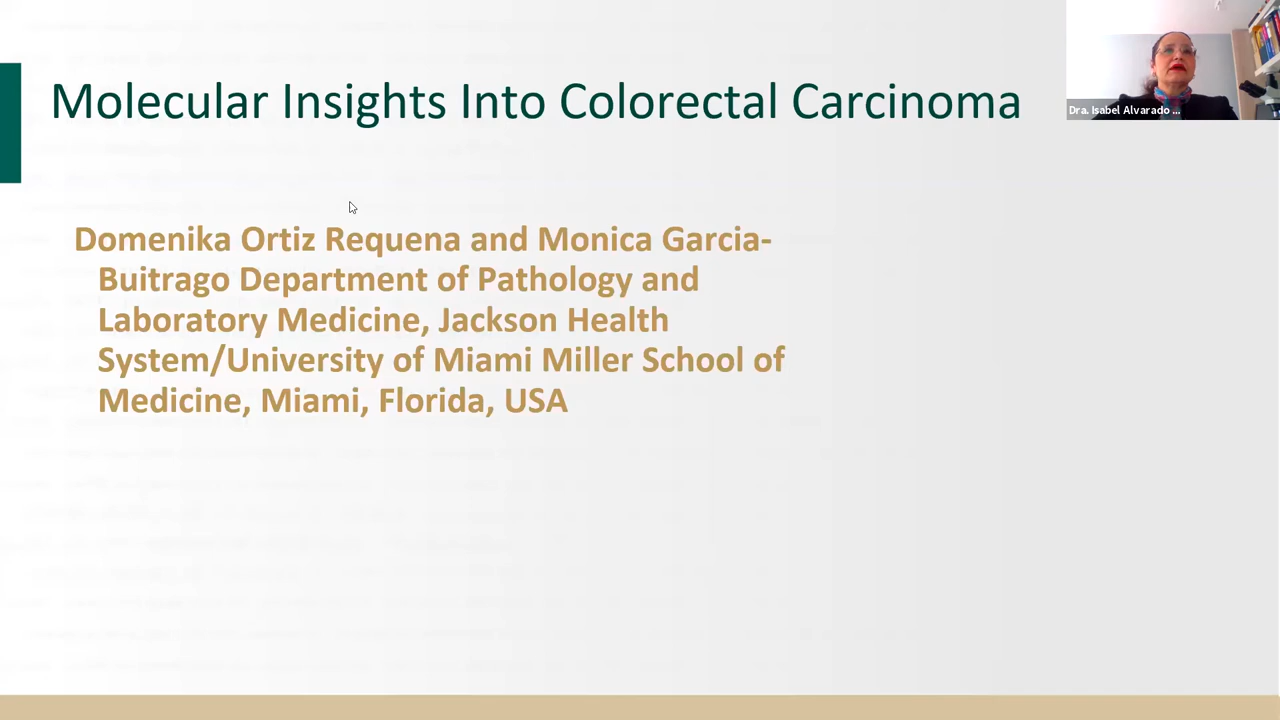 Molecular Insights Into Colorectal Carcinoma
Dra. Isabel Alvarado ...
Domenika Ortiz Requena and Monica Garcia-
Buitrago Department of Pathology and
Laboratory Medicine, Jackson Health
System/University of Miami Miller School of
Medicine, Miami, Florida, USA